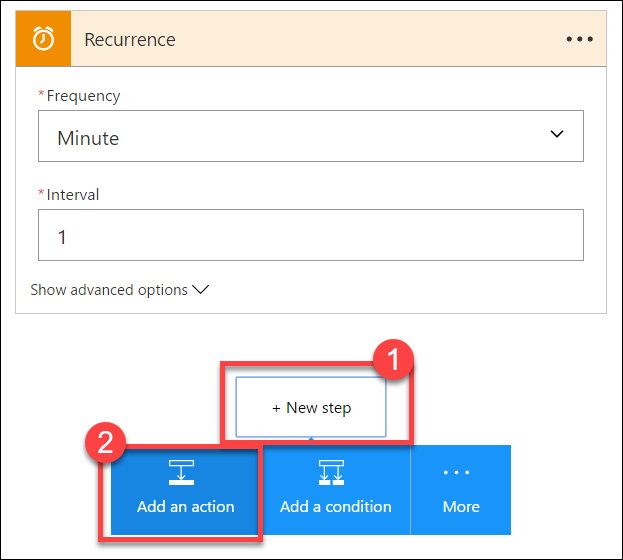 Recurrence
*Frequency
Minute
*Interval
1
Show advanced options
1
+ New step
2
Add an action
Add a condition
More